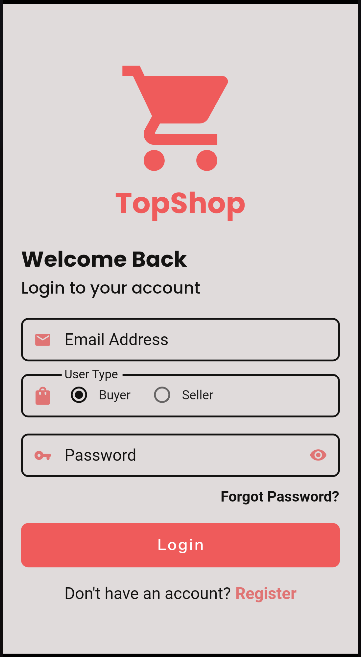 TopShop
Welcome Back
Login to your account
Email Address
User Type
Buyer Seller
Password
Forgot Password?
Login
Don't have an account? Register